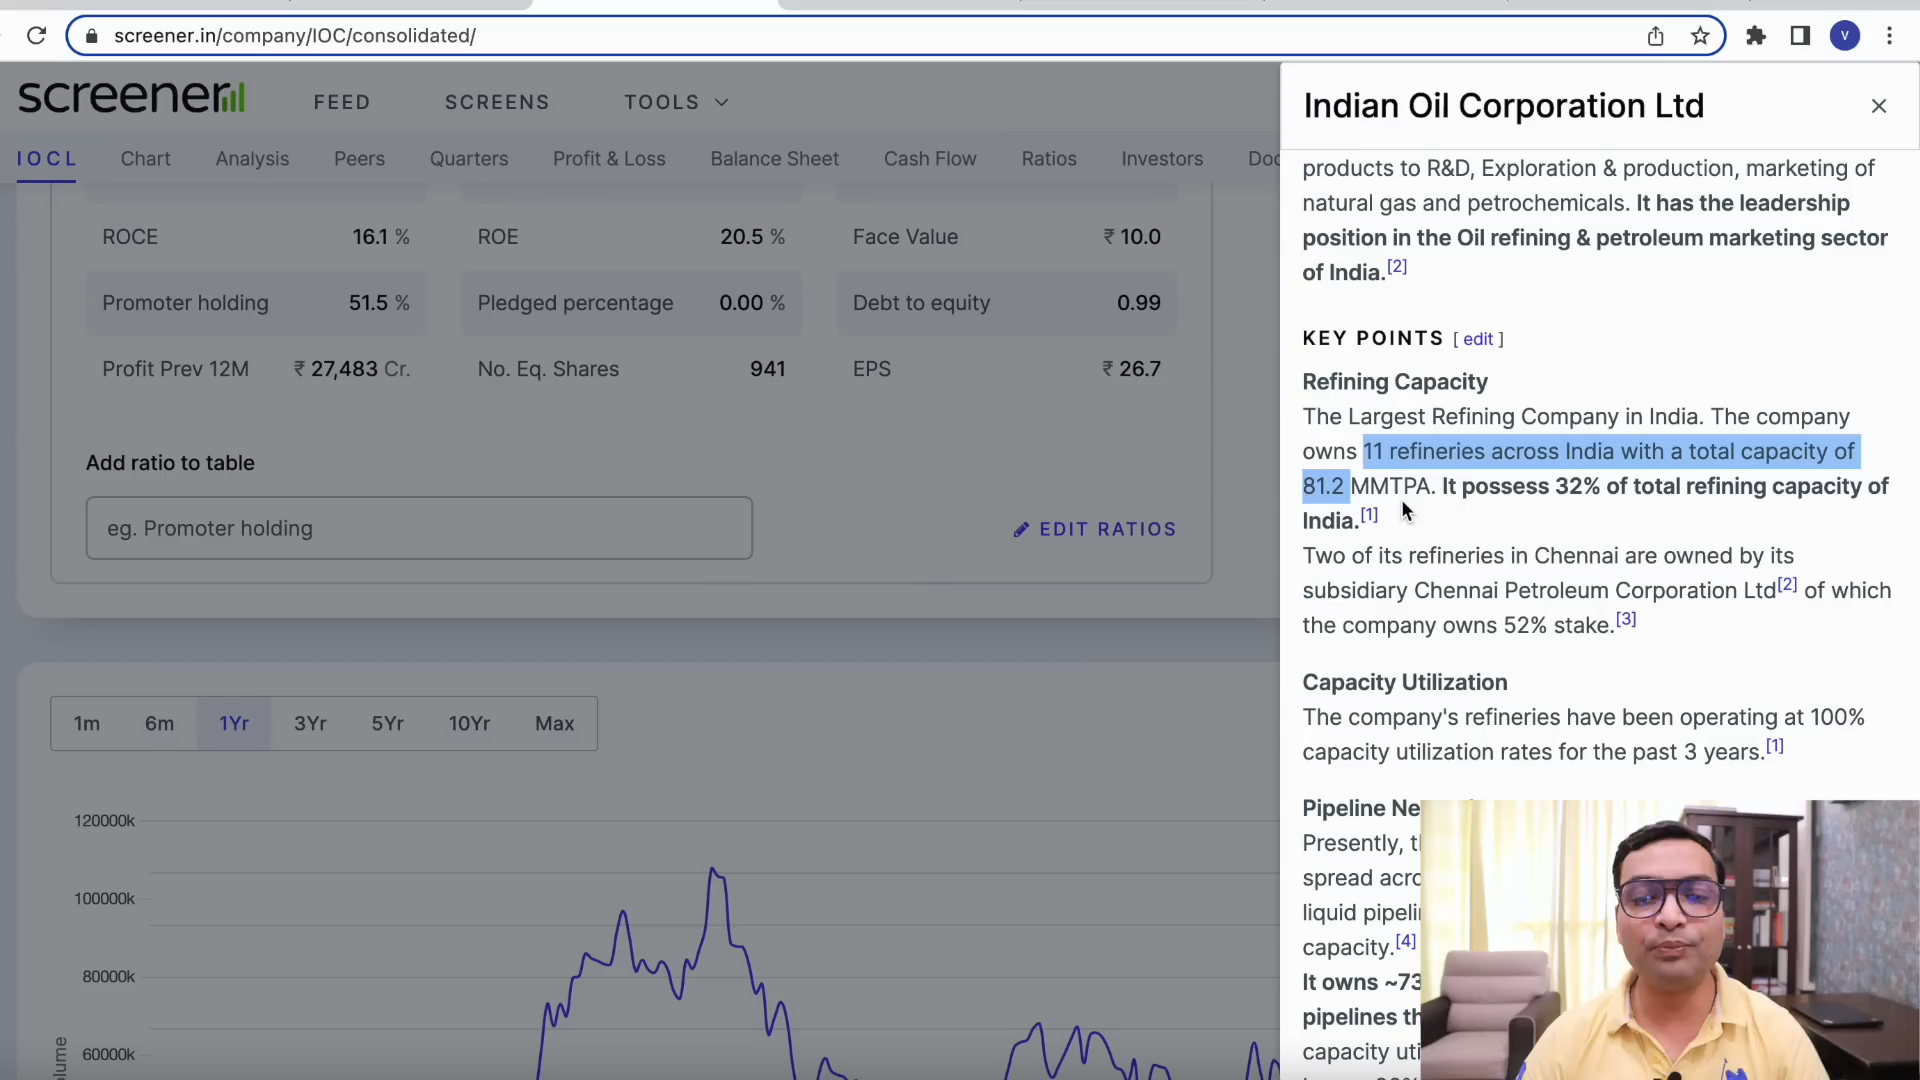 screener.in/company/IOC/consolidated/
V
screener
FEED
SCREENS
TOOLS
Indian Oil Corporation Ltd
IOCL
Chart
Analysis
Peers
Quarters
Profit & Loss
Balance Sheet
Cash Flow
Ratios
Investors
ROCE 16.1 %
ROE 20.5 %
Face Value ₹ 10.0
Promoter holding 51.5 %
Pledged percentage 0.00 %
Debt to equity 0.99
Profit Prev 12M ₹ 27,483 Cr.
No. Eq. Shares 941
EPS ₹ 26.7
Add ratio to table
eg. Promoter holding
EDIT RATIOS
1m 6m 1Yr 3Yr 5Yr 10Yr Max
120000k
100000k
80000k
60000k
products to R&D, Exploration & production, marketing of
natural gas and petrochemicals. It has the leadership
position in the Oil refining & petroleum marketing sector
of India.[2]
KEY POINTS [ edit ]
Refining Capacity
The Largest Refining Company in India. The company
owns 11 refineries across India with a total capacity of
81.2 MMTPA. It possess 32% of total refining capacity of
India.[1]
Two of its refineries in Chennai are owned by its
subsidiary Chennai Petroleum Corporation Ltd[2] of which
the company owns 52% stake.[3]
Capacity Utilization
The company's refineries have been operating at 100%
capacity utilization rates for the past 3 years.[1]
Pipeline
Presently,
spread
liquid
capacity.[4]
It owns ~73
pipelines
capacity